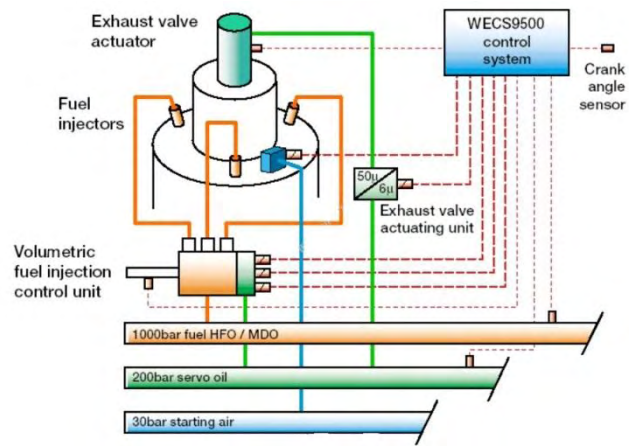 Exhaust valve
actuator
WECS9500
control
system
Crank
angle
sensor
Fuel
injectors
50μ
6μ
Exhaust valve
actuating unit
Volumetric
fuel injection
control unit
1000bar fuel HFO / MDO
200bar servo oil
30bar starting air